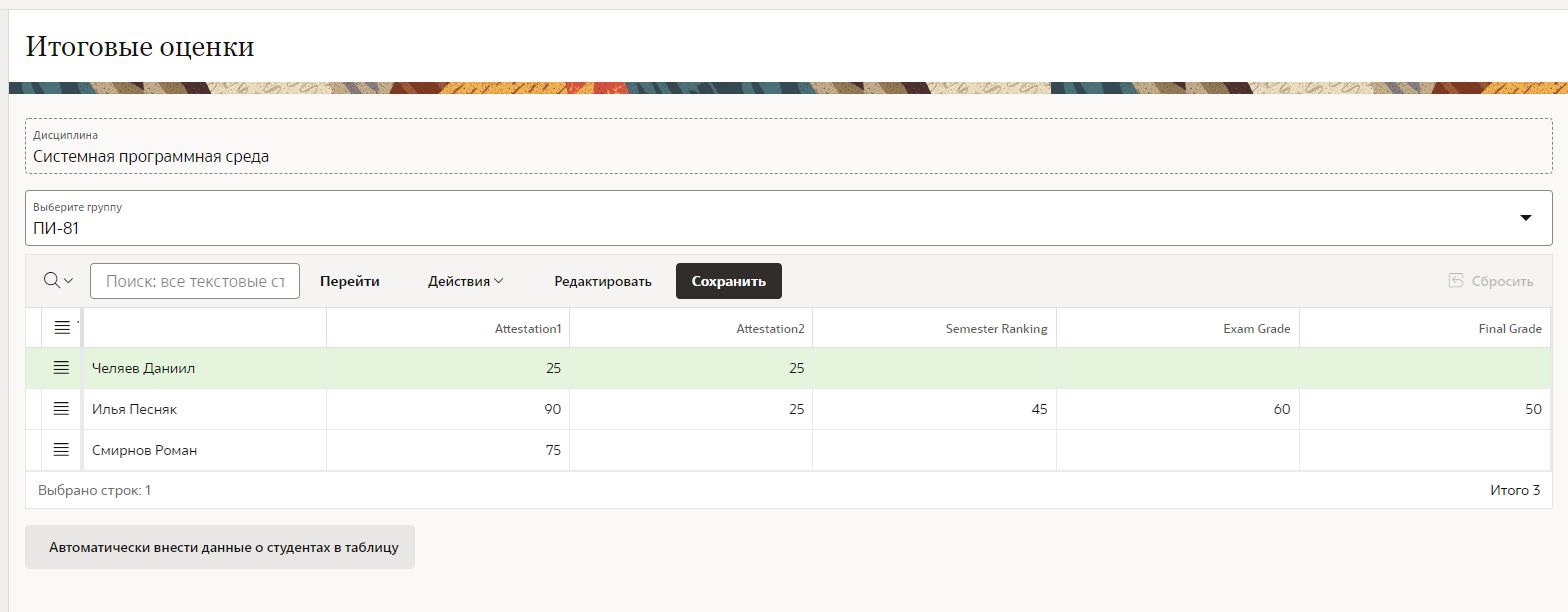 Итоговые оценки
Дисциплина
Системная программная среда
Выберите группу
ПИ-81
Поиск: все текстовые ст Перейти Действия Редактировать Сохранить Сбросить
Attestation1 Attestation2 Semester Ranking Exam Grade Final Grade
Челяев Даниил 25 25
Илья Песняк 90 25 45 60 50
Смирнов Роман 75
Выбрано строк: 1 Итого 3
Автоматически внести данные о студентах в таблицу